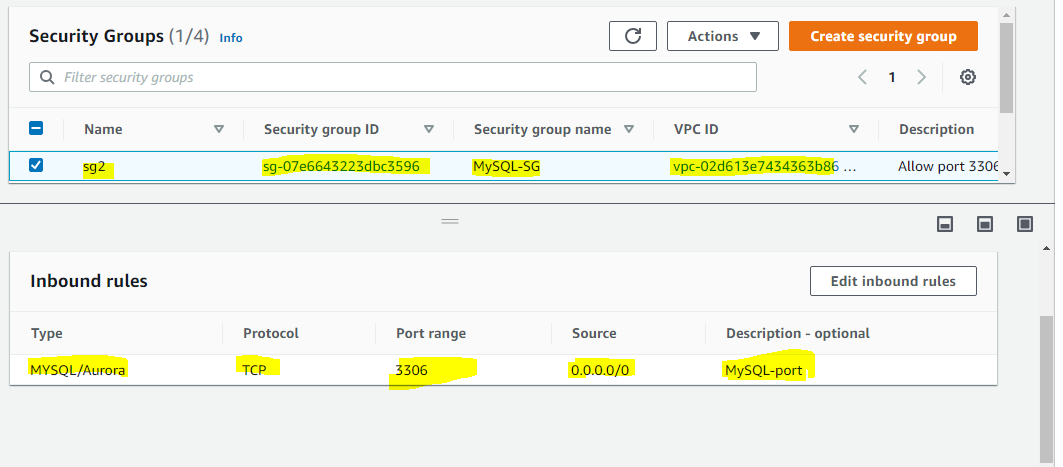 Security Groups (1/4) Info
Actions
Create security group
Filter security groups
1
Name Security group ID Security group name VPC ID Description
sg2 sg-07e6643223dbc3596 MySQL-SG vpc-02d613e7434363b86 ... Allow port 3306
Inbound rules
Edit inbound rules
Type Protocol Port range Source Description - optional
MYSQL/Aurora TCP 3306 0.0.0.0/0 MySQL-port